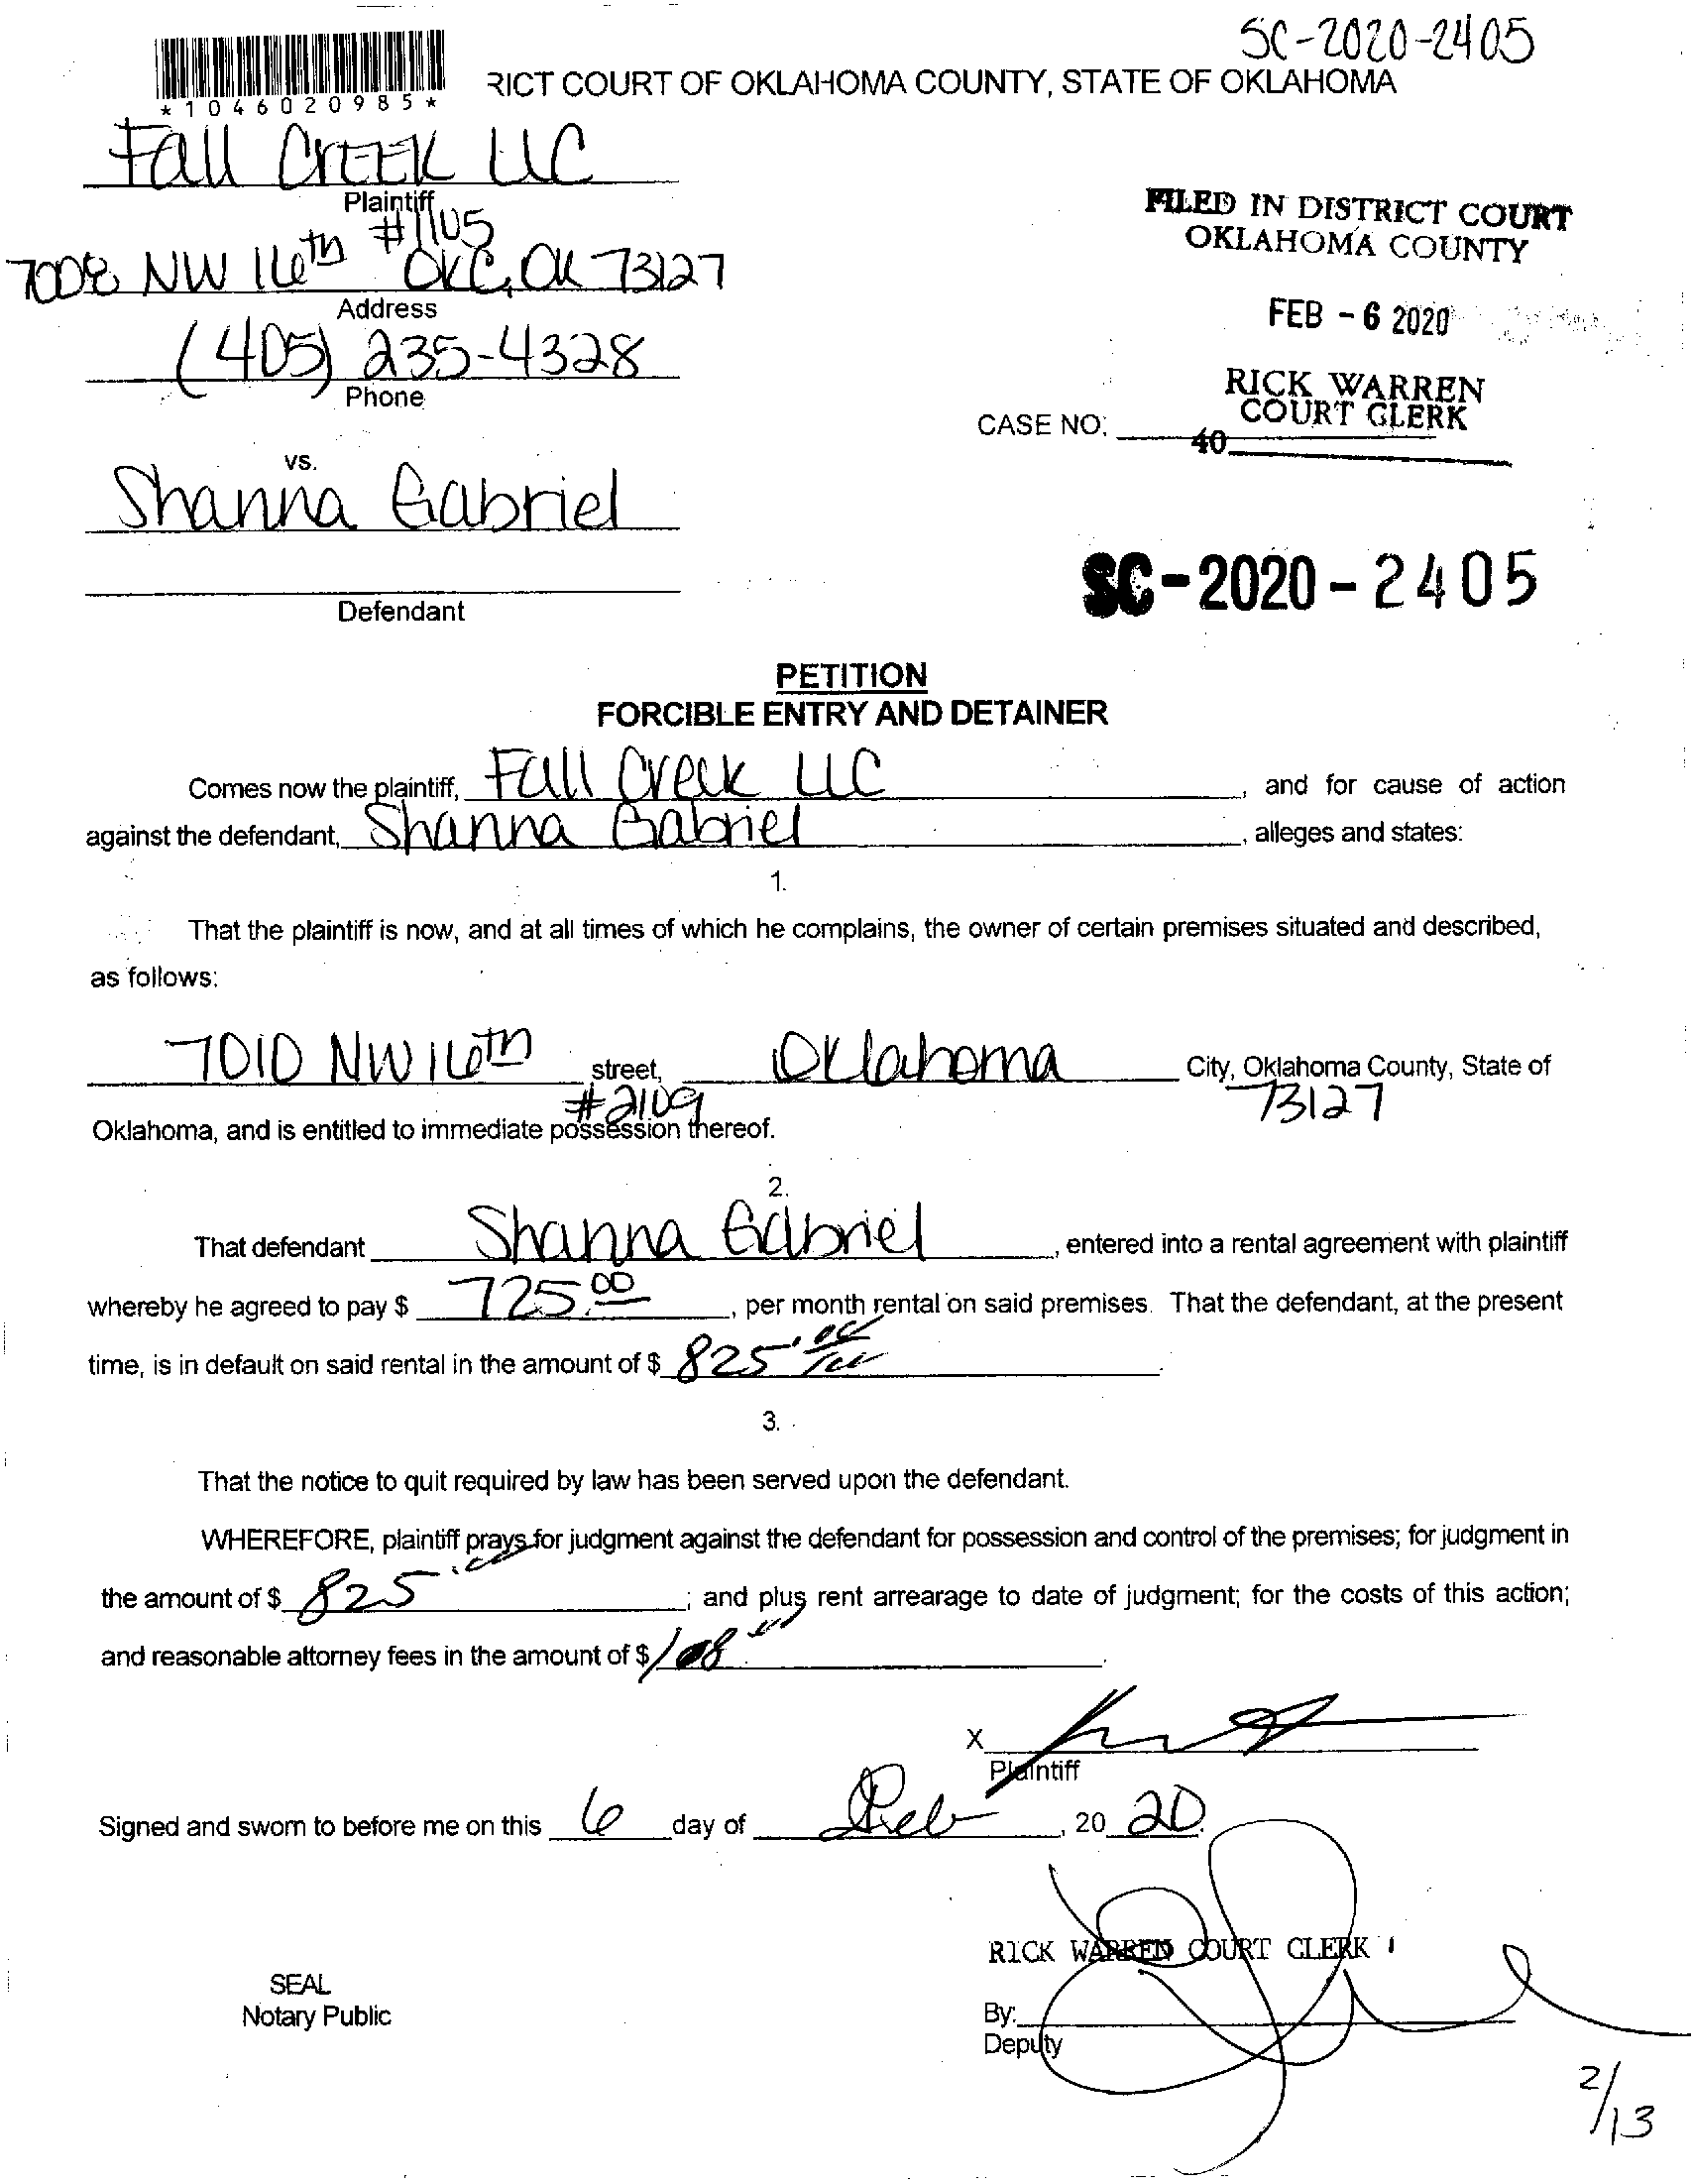 SC-2020-2405
*1046020985*
RICT COURT OF OKLAHOMA COUNTY, STATE OF OKLAHOMA
Fall Creek LLC
Plaintiff
7008 NW 16th #1105 OKC, OK 73127
Address
(405) 235-4328
Phone
FILED IN DISTRICT COURT
OKLAHOMA COUNTY
FEB - 6 2020
RICK WARREN
COURT CLERK
CASE NO:
40
vs.
Shanna Gabriel
Defendant
SC-2020-2405
PETITION
FORCIBLE ENTRY AND DETAINER
Comes now the plaintiff, Fall Creek LLC, and for cause of action
against the defendant, Shanna Gabriel, alleges and states:
1.
That the plaintiff is now, and at all times of which he complains, the owner of certain premises situated and described,
as follows:
7010 NW 16th street, Oklahoma City, Oklahoma County, State of
#2109 73127
Oklahoma, and is entitled to immediate possession thereof.
2.
That defendant Shanna Gabriel, entered into a rental agreement with plaintiff
whereby he agreed to pay $ 725.00, per month rental on said premises. That the defendant, at the present
time, is in default on said rental in the amount of $ 825.
3.
That the notice to quit required by law has been served upon the defendant.
WHEREFORE, plaintiff prays for judgment against the defendant for possession and control of the premises; for judgment in
the amount of $ 825; and plus rent arrearage to date of judgment; for the costs of this action;
and reasonable attorney fees in the amount of $ .
X
Plaintiff
Signed and sworn to before me on this 6 day of Feb, 20 20.
RICK WARREN COURT CLERK
SEAL
Notary Public
By:
Deputy
2/13